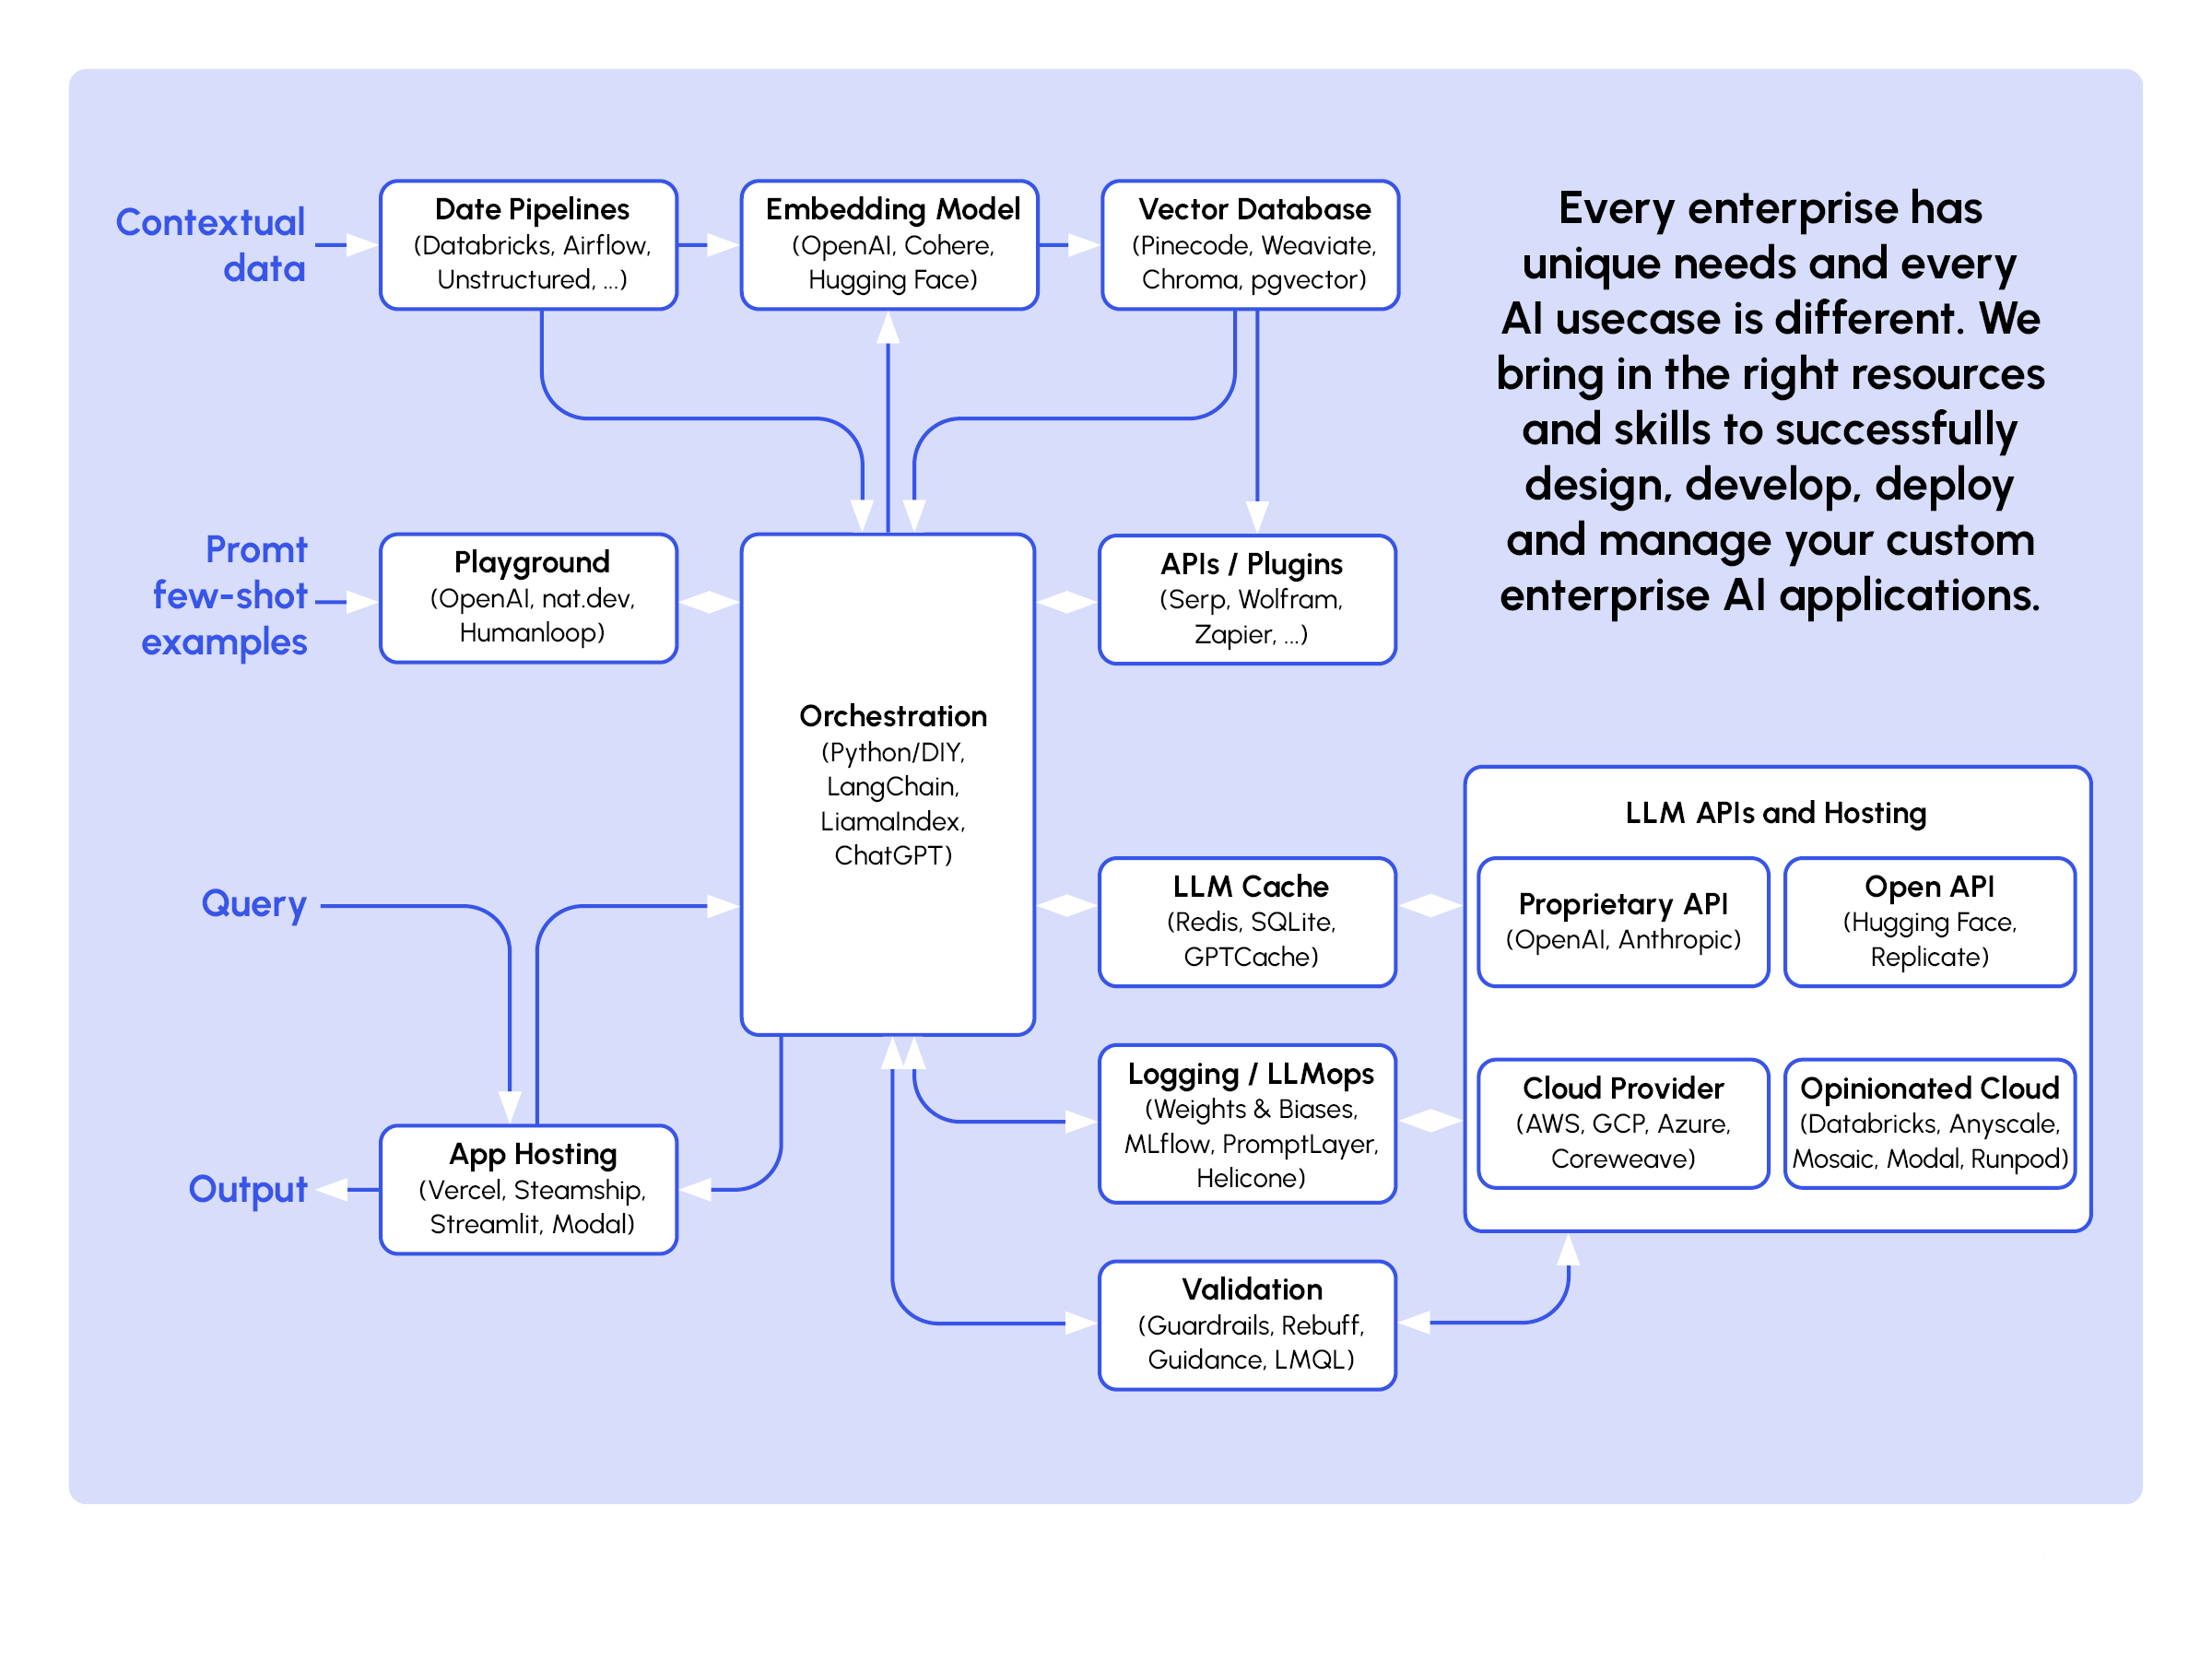 Contextual
data
Date Pipelines
(Databricks, Airflow,
Unstructured, ...)
Embedding Model
(OpenAI, Cohere,
Hugging Face)
Vector Database
(Pinecode, Weaviate,
Chroma, pgvector)
Every enterprise has
unique needs and every
AI usecase is different. We
bring in the right resources
and skills to successfully
design, develop, deploy
and manage your custom
enterprise AI applications.
Promt
few-shot
examples
Playground
(OpenAI, nat.dev,
Humanloop)
Orchestration
(Python/DIY,
LangChain,
LiamaIndex,
ChatGPT)
APIs / Plugins
(Serp, Wolfram,
Zapier, ...)
Query
LLM Cache
(Redis, SQLite,
GPTCache)
LLM APIs and Hosting
Proprietary API
(OpenAI, Anthropic)
Open API
(Hugging Face,
Replicate)
Cloud Provider
(AWS, GCP, Azure,
Coreweave)
Opinionated Cloud
(Databricks, Anyscale,
Mosaic, Modal, Runpod)
Logging / LLMops
(Weights & Biases,
MLflow, PromptLayer,
Helicone)
Output
App Hosting
(Vercel, Steamship,
Streamlit, Modal)
Validation
(Guardrails, Rebuff,
Guidance, LMQL)